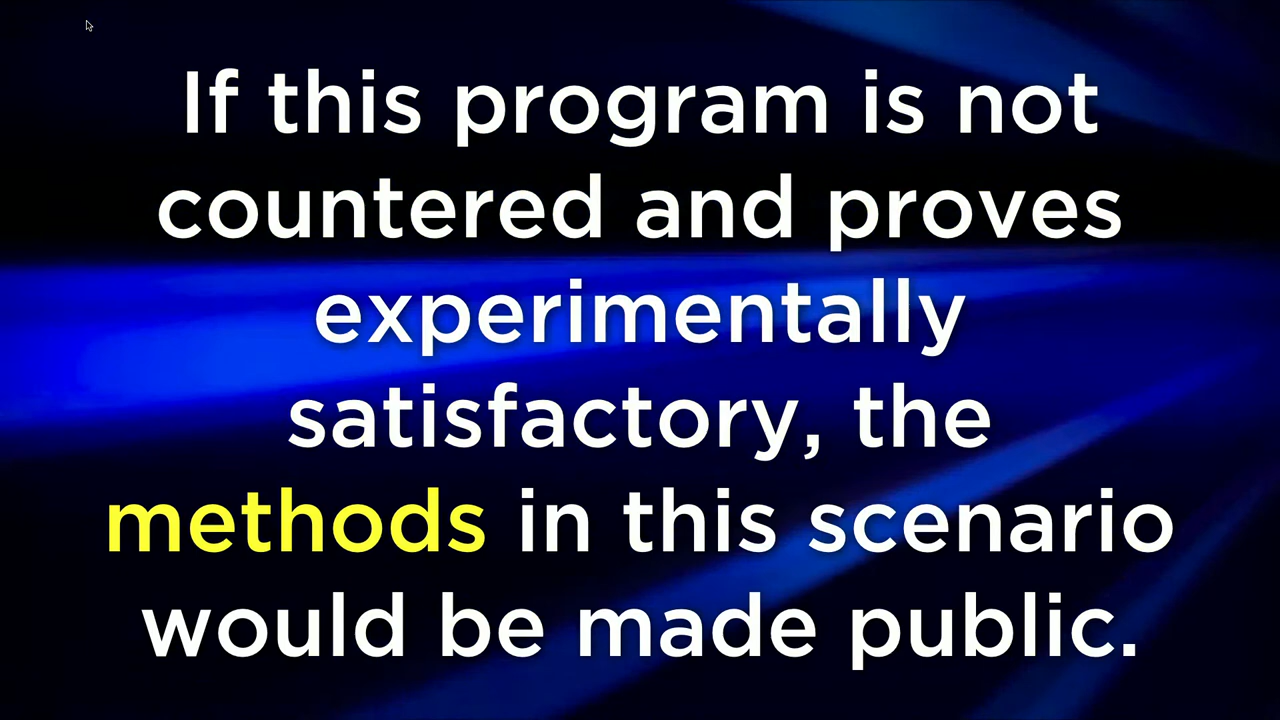 If this program is not
countered and proves
experimentally
satisfactory, the
methods in this scenario
would be made public.